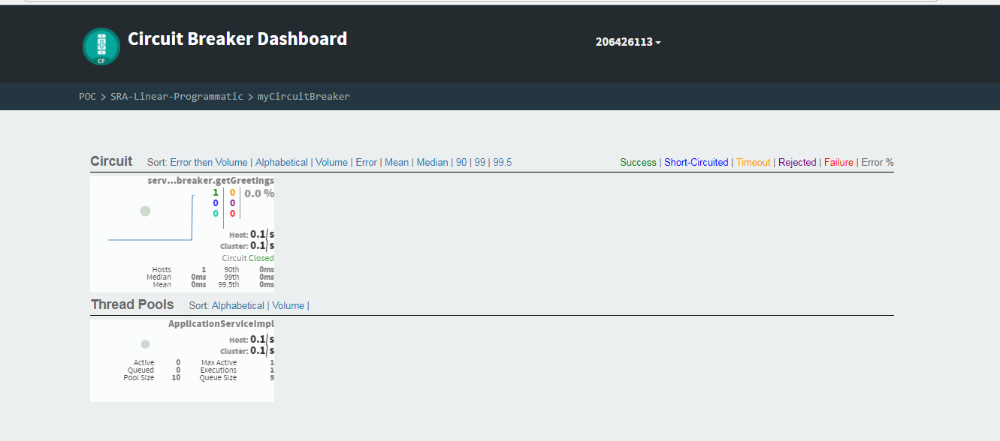 CF
Circuit Breaker Dashboard
206426113
POC > SRA-Linear-Programmatic > myCircuitBreaker
Circuit Sort: Error then Volume | Alphabetical | Volume | Error | Mean | Median | 90 | 99 | 99.5
Success | Short-Circuited | Timeout | Rejected | Failure | Error %
serv...breaker.getGreetings
1 0 0.0 %
0 0
0 0
Host: 0.1/s
Cluster: 0.1/s
Circuit Closed
Hosts 1 90th 0ms
Median 0ms 99th 0ms
Mean 0ms 99.5th 0ms
Thread Pools Sort: Alphabetical | Volume |
ApplicationServiceImpl
Host: 0.1/s
Cluster: 0.1/s
Active 0 Max Active 1
Queued 0 Executions 1
Pool Size 10 Queue Size 5